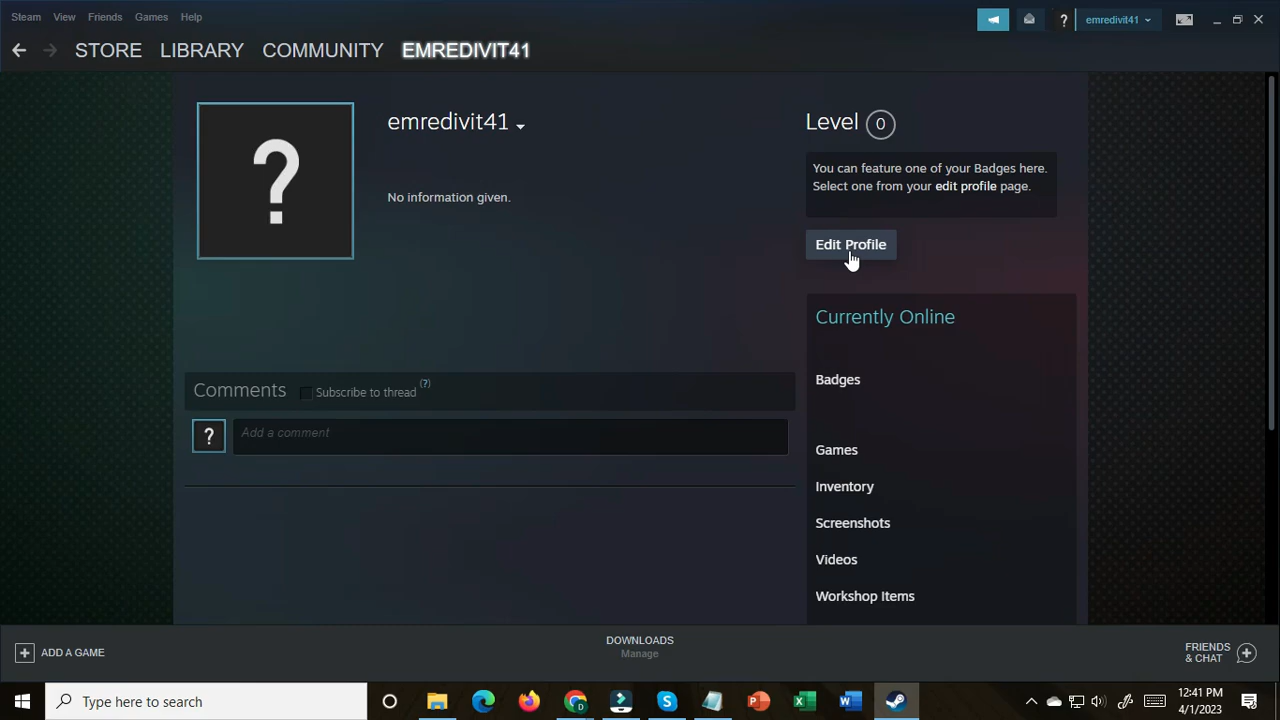 Steam View Friends Games Help
? emredivit41
STORE LIBRARY COMMUNITY EMREDIVIT41
?
emredivit41
No information given.
Level 0
You can feature one of your Badges here.
Select one from your edit profile page.
Edit Profile
Currently Online
Badges
Games
Inventory
Screenshots
Videos
Workshop Items
Comments Subscribe to thread (?)
? Add a comment
ADD A GAME
DOWNLOADS
Manage
FRIENDS
& CHAT
Type here to search
12:41 PM
4/1/2023